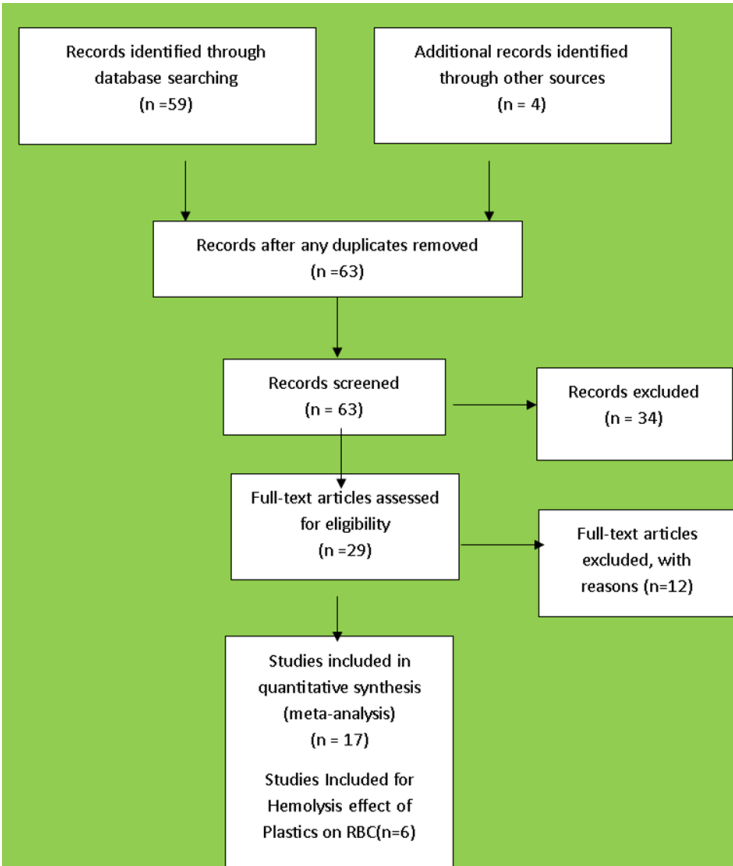 Records identified through
database searching
(n =59)
Additional records identified
through other sources
(n = 4)
Records after any duplicates removed
(n =63)
Records screened
(n = 63)
Records excluded
(n = 34)
Full-text articles assessed
for eligibility
(n =29)
Full-text articles
excluded, with
reasons (n=12)
Studies included in
quantitative synthesis
(meta-analysis)
(n = 17)
Studies Included for
Hemolysis effect of
Plastics on RBC(n=6)